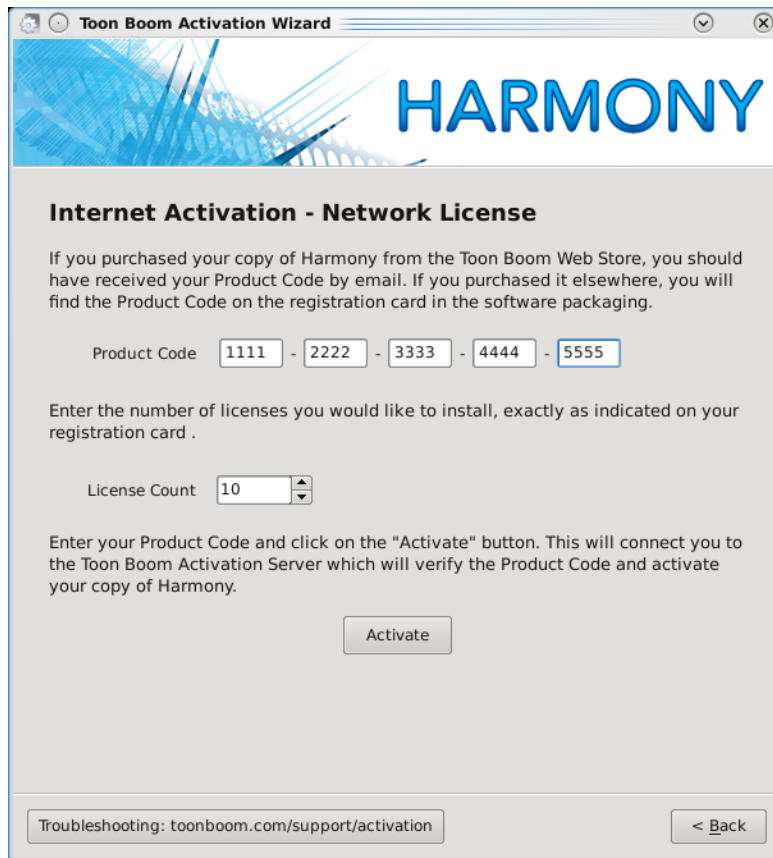 Toon Boom Activation Wizard
HARMONY
Internet Activation - Network License
If you purchased your copy of Harmony from the Toon Boom Web Store, you should
have received your Product Code by email. If you purchased it elsewhere, you will
find the Product Code on the registration card in the software packaging.
Product Code 1111 - 2222 - 3333 - 4444 - 5555
Enter the number of licenses you would like to install, exactly as indicated on your
registration card .
License Count 10
Enter your Product Code and click on the "Activate" button. This will connect you to
the Toon Boom Activation Server which will verify the Product Code and activate
your copy of Harmony.
Activate
Troubleshooting: toonboom.com/support/activation < Back